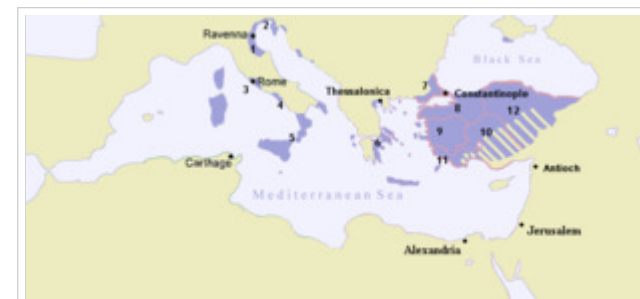 2
Ravenna
1
Black Sea
3
Rome
7
Constantinople
Thessalonica
4
8
12
5
9
10
6
Carthage
11
Antioch
Mediterranean Sea
Jerusalem
Alexandria